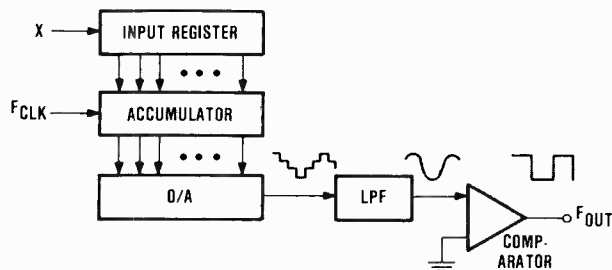 X
INPUT REGISTER
• • •
FCLK
ACCUMULATOR
• • •
O/A
LPF
FOUT
COMP-
ARATOR